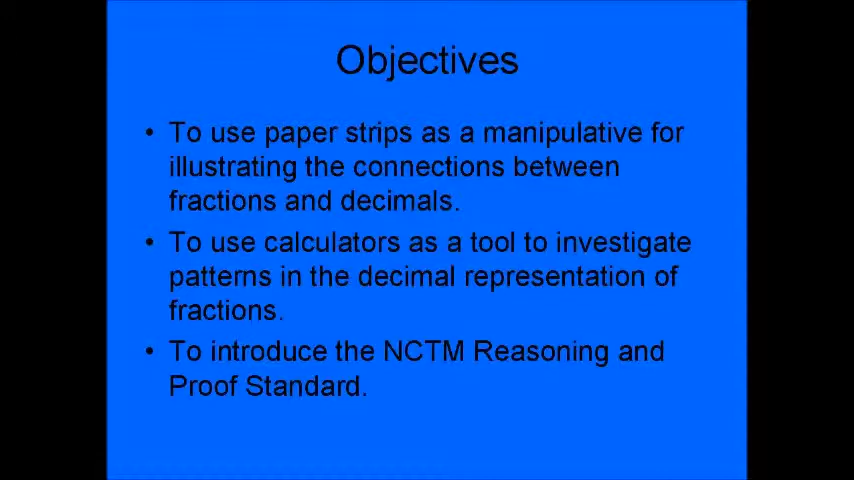 Objectives
• To use paper strips as a manipulative for
illustrating the connections between
fractions and decimals.
• To use calculators as a tool to investigate
patterns in the decimal representation of
fractions.
• To introduce the NCTM Reasoning and
Proof Standard.